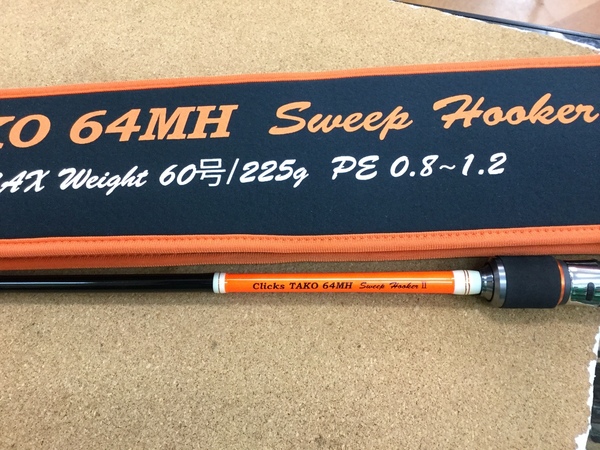 KO 64MH Sweep Hooker
MAX Weight 60号/225g PE 0.8~1.2
Clicks TAKO 64MH Sweep Hooker II